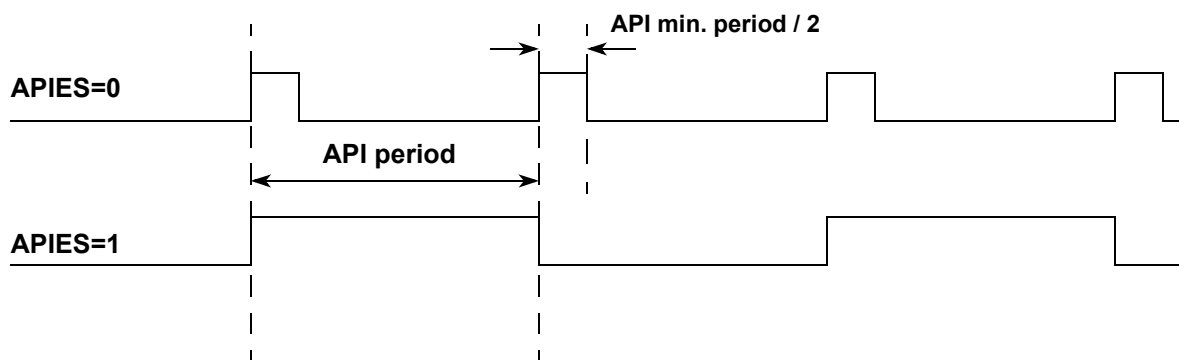 API min. period / 2
APIES=0
API period
APIES=1